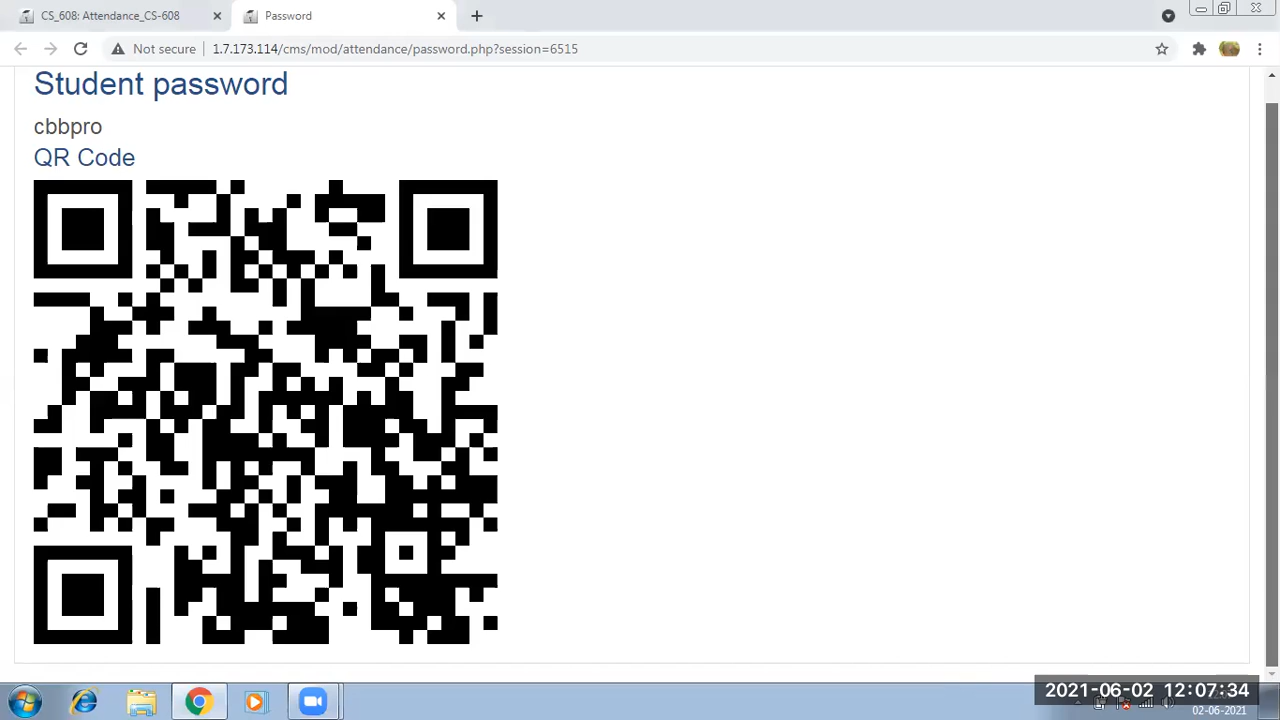 CS_608: Attendance_CS-608
Password
Not secure
1.7.173.114/cms/mod/attendance/password.php?session=6515
Student password
cbbpro
QR Code
2021-06-02 12:07:34
02-06-2021